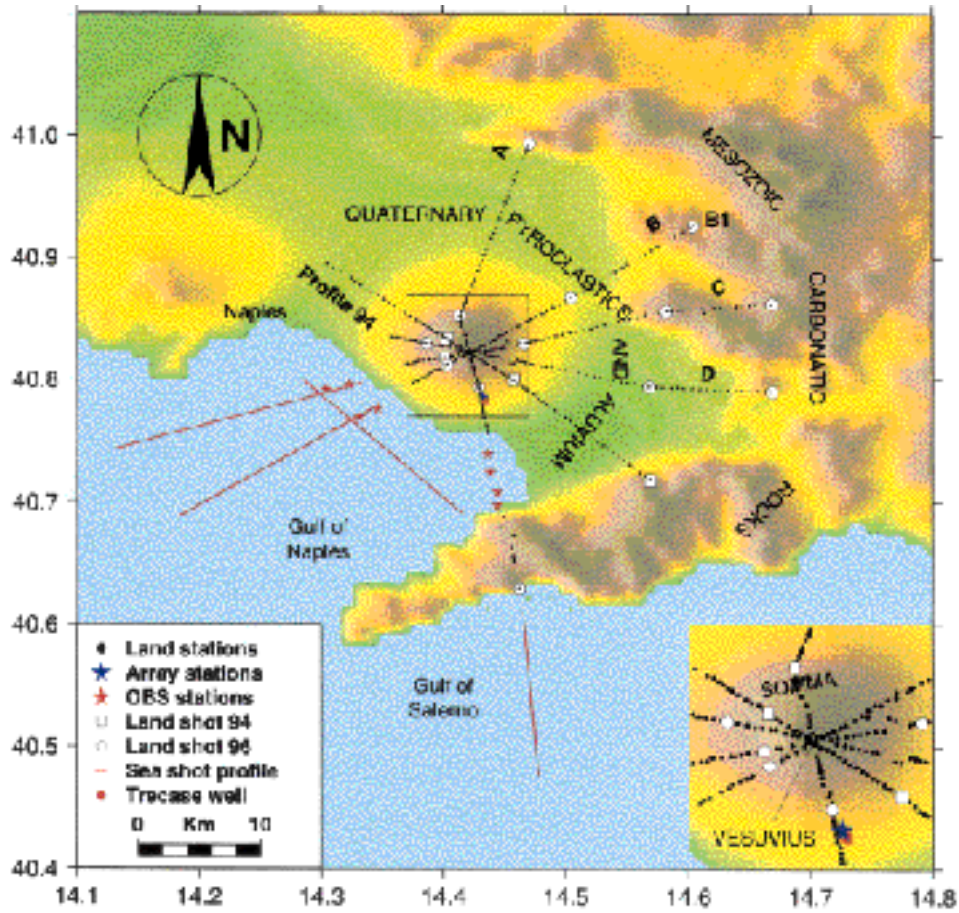 N
41.0
40.9
40.8
40.7
40.6
40.5
40.4
14.1
14.2
14.3
14.4
14.5
14.6
14.7
14.8
A
QUATERNARY
PYROCLASTICS
AND
ALUVIUM
MESOZOIC
CARBONATIC
ROCKS
B
B1
C
D
Profile 94
Naples
Gulf of
Naples
Gulf of
Salerno
Land stations
Array stations
OBS stations
Land shot 94
Land shot 96
Sea shot profile
Trecase well
0 Km 10
SOMMA
VESUVIUS